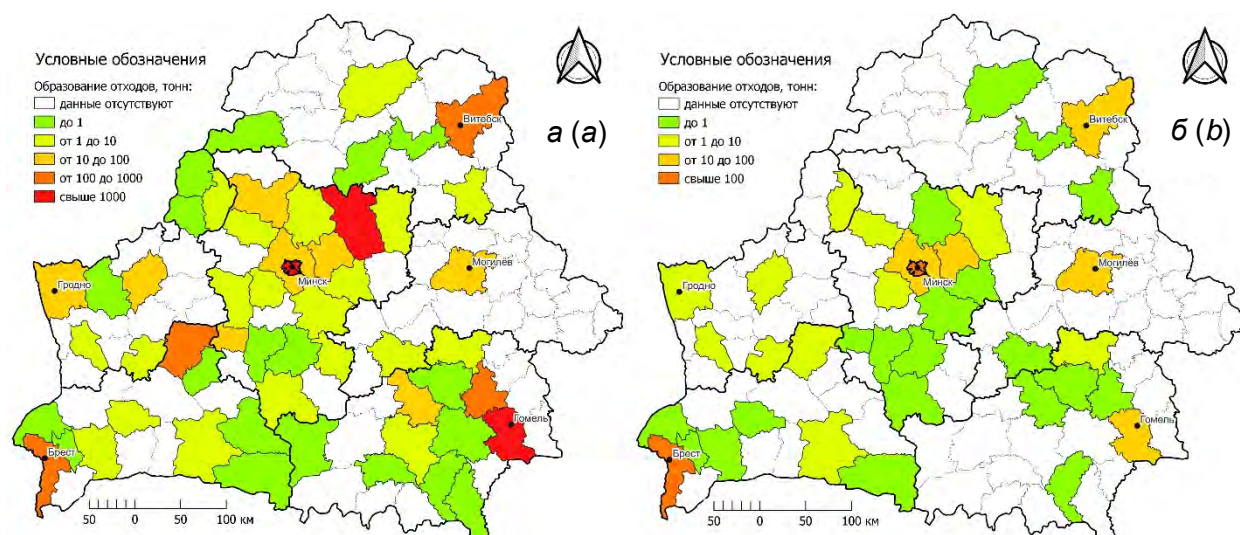 Условные обозначения
Образование отходов, тонн:
данные отсутствуют
до 1
от 1 до 10
от 10 до 100
от 100 до 1000
свыше 1000
а (a)
Витебск
Могилёв
Минск
Гродно
Гомель
Брест
50 0 50 100 км
Условные обозначения
Образование отходов, тонн:
данные отсутствуют
до 1
от 1 до 10
от 10 до 100
свыше 100
б (b)
Витебск
Могилёв
Минск
Гродно
Гомель
Брест
50 0 50 100 км